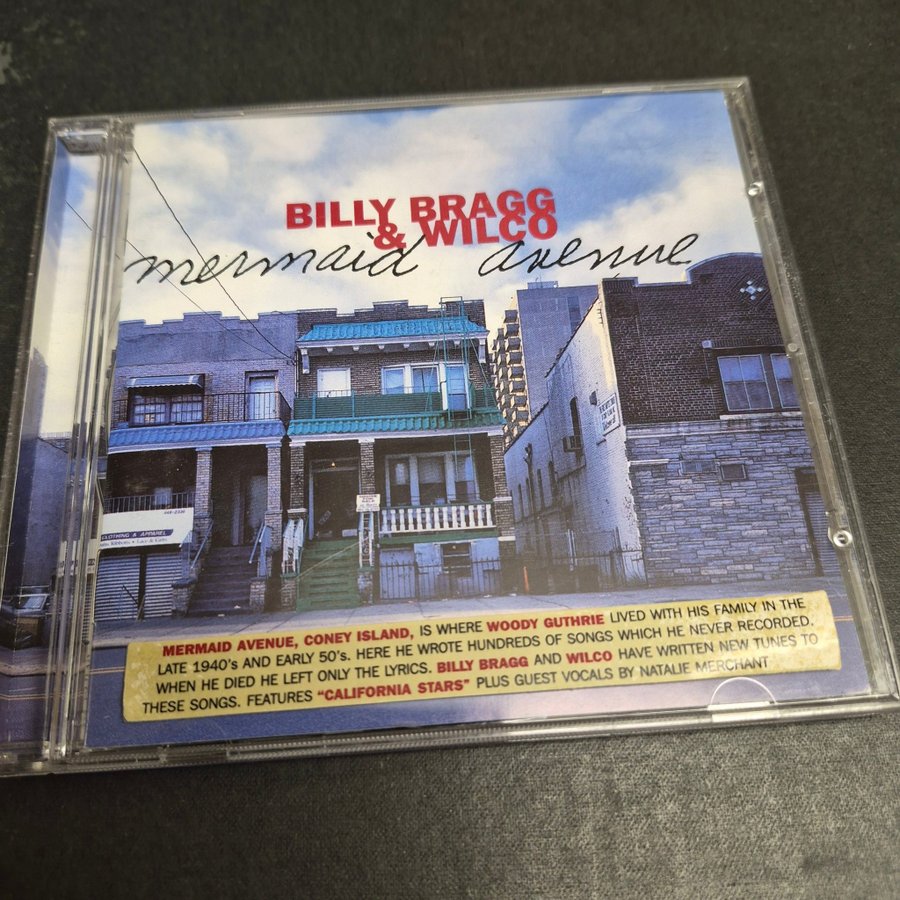 BILLY BRAGG
& WILCO
mermaid avenue
CLOTHING & APPAREL
MERMAID AVENUE, CONEY ISLAND, IS WHERE WOODY GUTHRIE LIVED WITH HIS FAMILY IN THE
LATE 1940'S AND EARLY 50'S. HERE HE WROTE HUNDREDS OF SONGS WHICH HE NEVER RECORDED.
WHEN HE DIED HE LEFT ONLY THE LYRICS. BILLY BRAGG AND WILCO HAVE WRITTEN NEW TUNES TO
THESE SONGS. FEATURES "CALIFORNIA STARS" PLUS GUEST VOCALS BY NATALIE MERCHANT